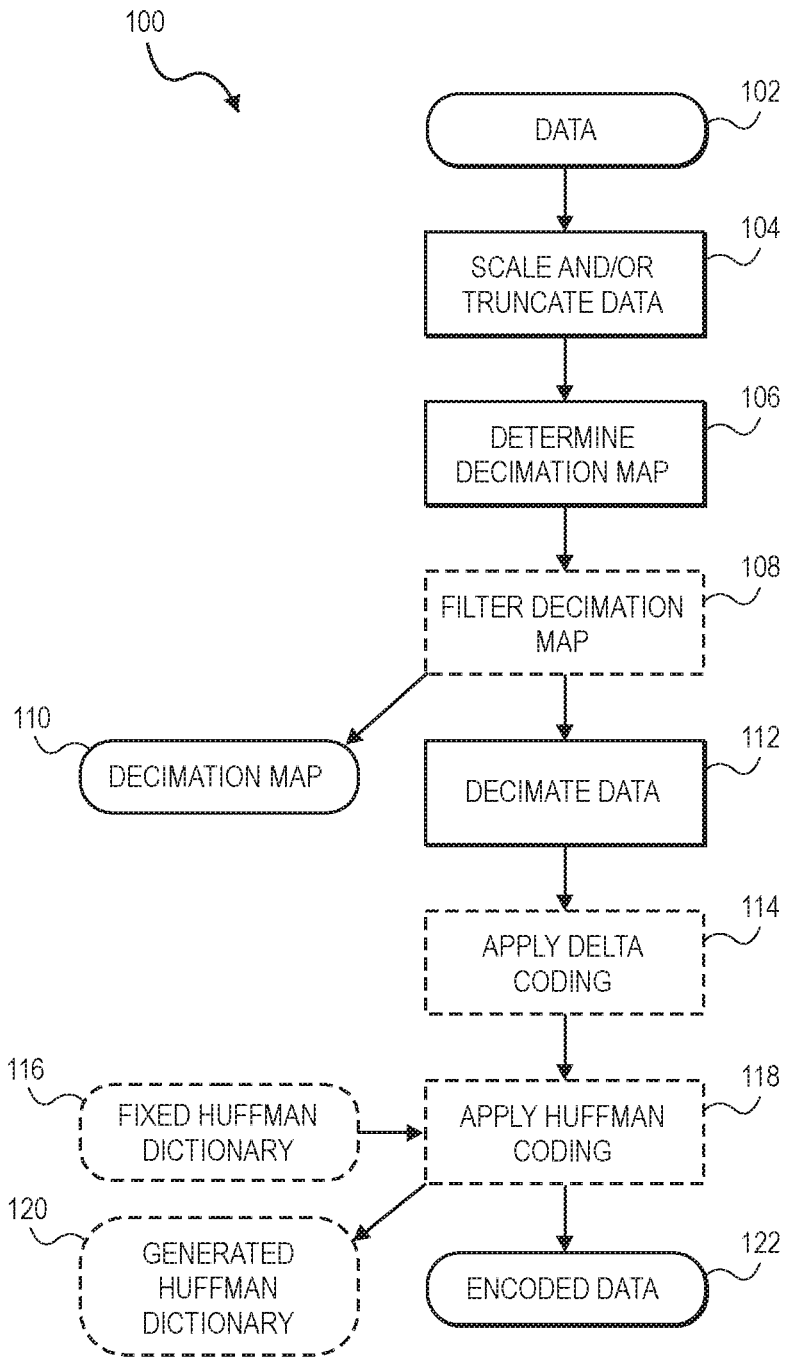 100
102
DATA
104
SCALE AND/OR
TRUNCATE DATA
106
DETERMINE
DECIMATION MAP
108
FILTER DECIMATION
MAP
110
DECIMATION MAP
112
DECIMATE DATA
114
APPLY DELTA
CODING
116
FIXED HUFFMAN
DICTIONARY
118
APPLY HUFFMAN
CODING
120
GENERATED
HUFFMAN
DICTIONARY
122
ENCODED DATA